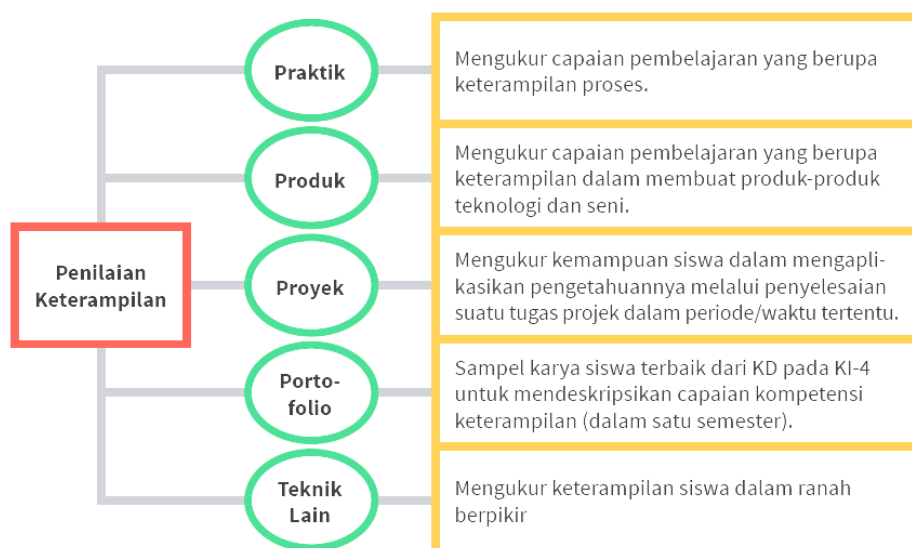 Penilaian
Keterampilan
Praktik
Mengukur capaian pembelajaran yang berupa
keterampilan proses.
Produk
Mengukur capaian pembelajaran yang berupa
keterampilan dalam membuat produk-produk
teknologi dan seni.
Proyek
Mengukur kemampuan siswa dalam mengapli-
kasikan pengetahuannya melalui penyelesaian
suatu tugas projek dalam periode/waktu tertentu.
Porto-
folio
Sampel karya siswa terbaik dari KD pada KI-4
untuk mendeskripsikan capaian kompetensi
keterampilan (dalam satu semester).
Teknik
Lain
Mengukur keterampilan siswa dalam ranah
berpikir